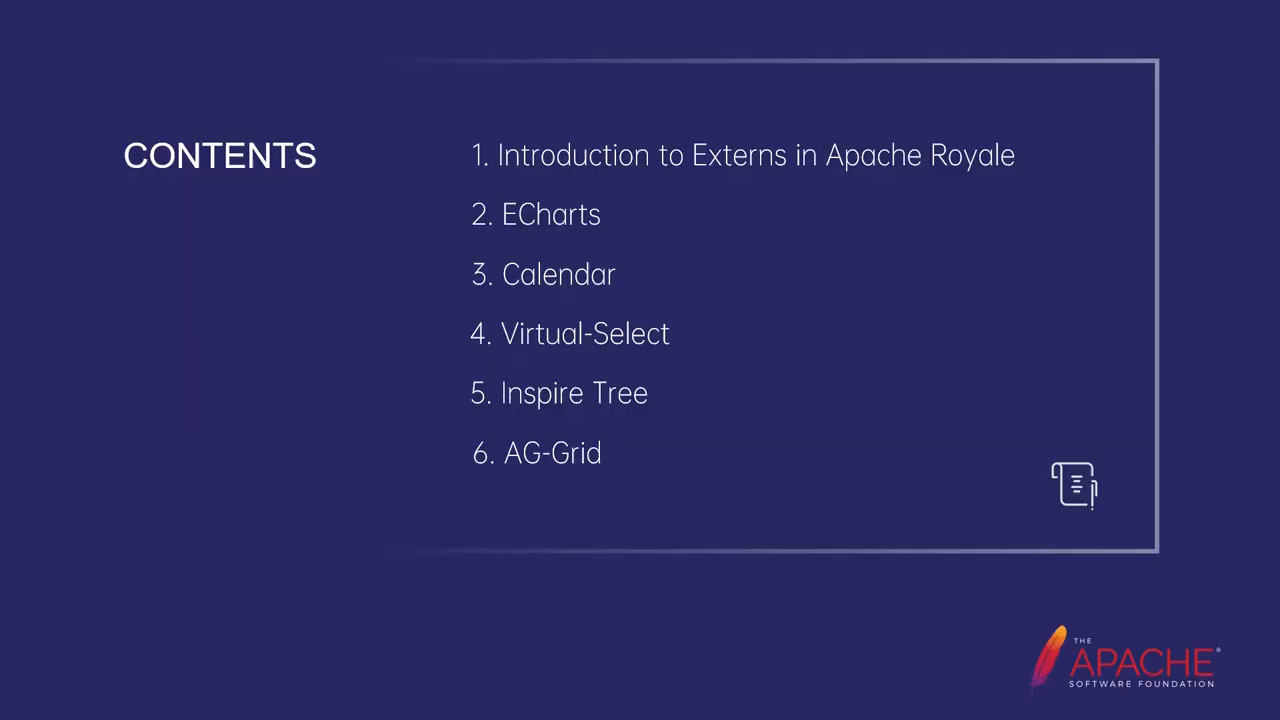 CONTENTS
1. Introduction to Externs in Apache Royale
2. ECharts
3. Calendar
4. Virtual-Select
5. Inspire Tree
6. AG-Grid
THE
APACHE®
SOFTWARE FOUNDATION